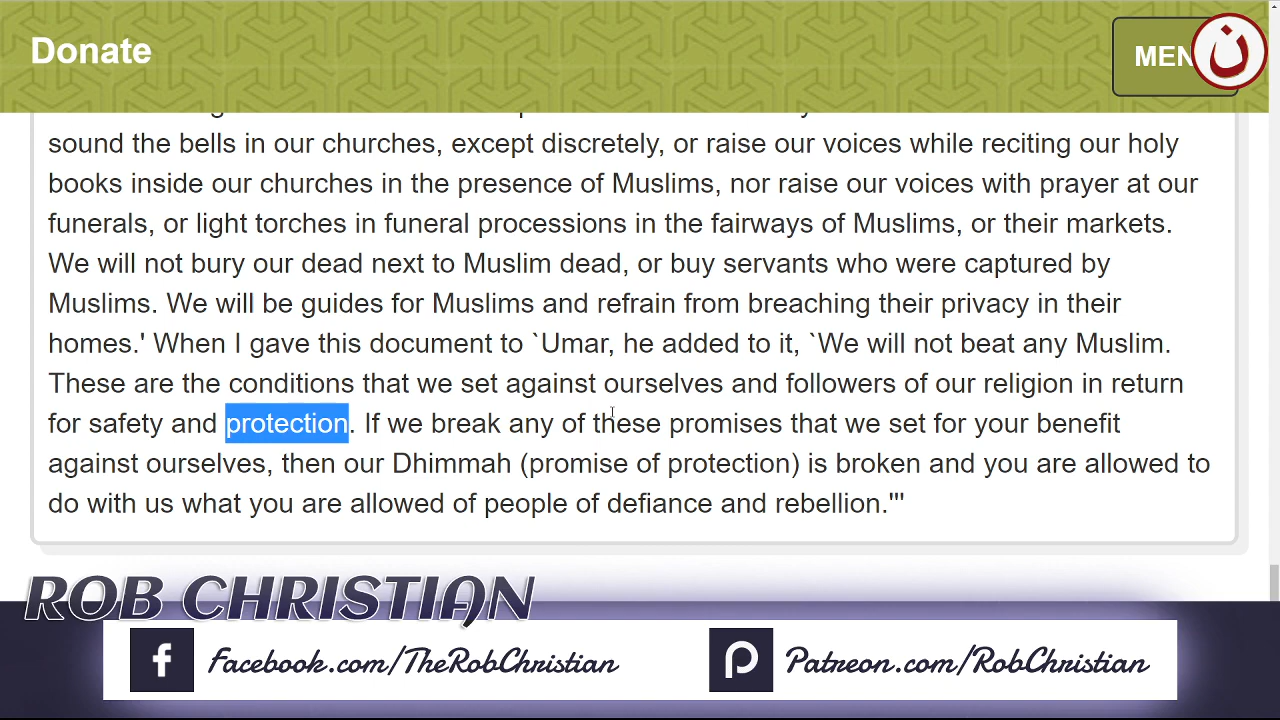 Donate
MEN
ن
sound the bells in our churches, except discretely, or raise our voices while reciting our holy
books inside our churches in the presence of Muslims, nor raise our voices with prayer at our
funerals, or light torches in funeral processions in the fairways of Muslims, or their markets.
We will not bury our dead next to Muslim dead, or buy servants who were captured by
Muslims. We will be guides for Muslims and refrain from breaching their privacy in their
homes.' When I gave this document to `Umar, he added to it, `We will not beat any Muslim.
These are the conditions that we set against ourselves and followers of our religion in return
for safety and protection. If we break any of these promises that we set for your benefit
against ourselves, then our Dhimmah (promise of protection) is broken and you are allowed to
do with us what you are allowed of people of defiance and rebellion.'"
ROB CHRISTIAN
Facebook.com/TheRobChristian
Patreon.com/RobChristian